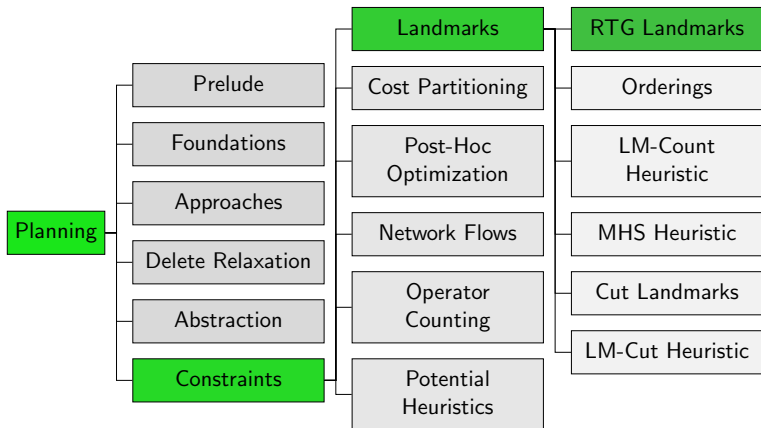 Planning
Prelude
Foundations
Approaches
Delete Relaxation
Abstraction
Constraints
Landmarks
Cost Partitioning
Post-Hoc
Optimization
Network Flows
Operator
Counting
Potential
Heuristics
RTG Landmarks
Orderings
LM-Count
Heuristic
MHS Heuristic
Cut Landmarks
LM-Cut Heuristic